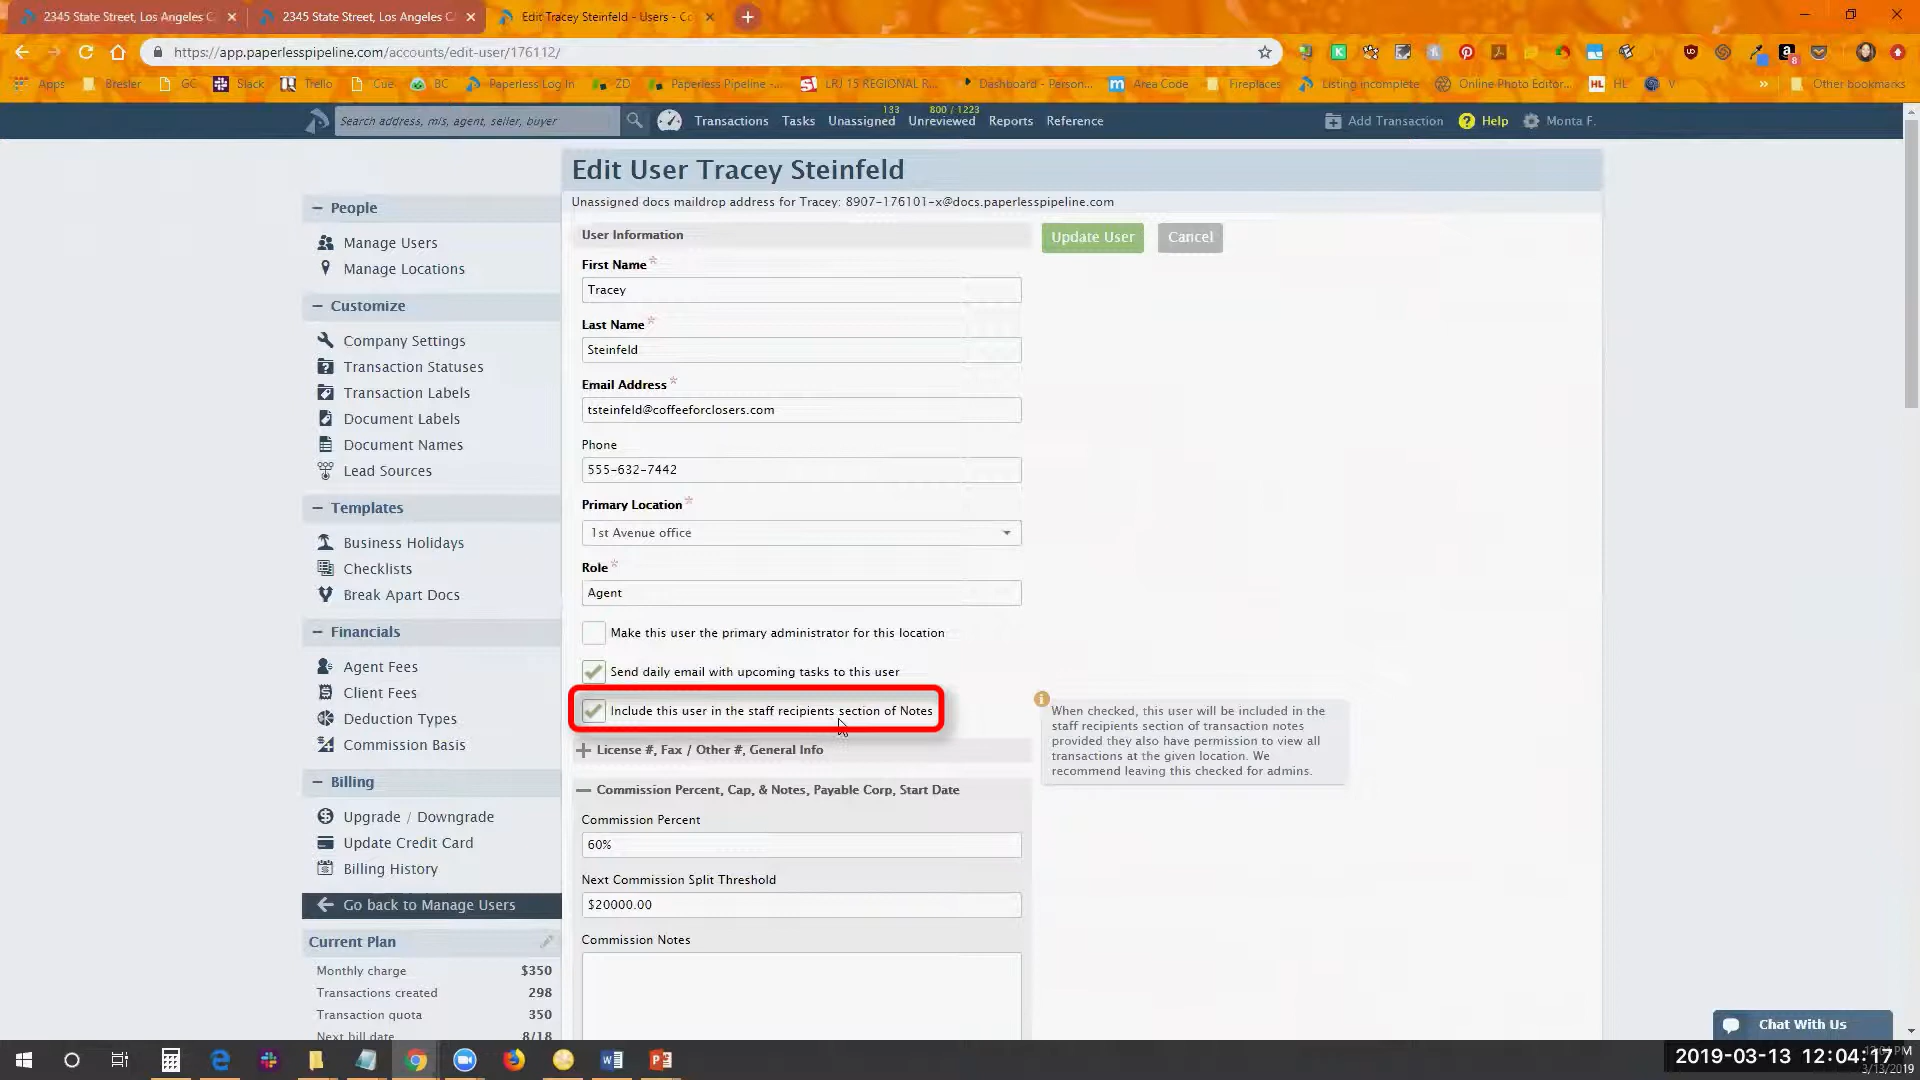 2345 State Street, Los Angeles C
2345 State Street, Los Angeles C
Edit Tracey Steinfeld - Users - Co
https://app.paperlesspipeline.com/accounts/edit-user/176112/
8
Apps
Bresler
GC
Slack
Trello
Cue
BC
Paperless Log In
ZD
Paperless Pipeline -...
LRJ 15 REGIONAL R...
Dashboard - Person...
Area Code
Fireplaces
Listing incomplete
Online Photo Editor...
HL
HL
V
»
Other bookmarks
Search address, mls, agent, seller, buyer
Transactions
Tasks
133
Unassigned
800 / 1223
Unreviewed
Reports
Reference
Add Transaction
Help
Monta F.
People
Manage Users
Manage Locations
Customize
Company Settings
Transaction Statuses
Transaction Labels
Document Labels
Document Names
Lead Sources
Templates
Business Holidays
Checklists
Break Apart Docs
Financials
Agent Fees
Client Fees
Deduction Types
Commission Basis
Billing
Upgrade / Downgrade
Update Credit Card
Billing History
Go back to Manage Users
Current Plan
Monthly charge $350
Transactions created 298
Transaction quota 350
Next bill date 8/18
Edit User Tracey Steinfeld
Unassigned docs maildrop address for Tracey: 8907-176101-x@docs.paperlesspipeline.com
User Information
Update User
Cancel
First Name *
Tracey
Last Name *
Steinfeld
Email Address *
tsteinfeld@coffeeforclosers.com
Phone
555-632-7442
Primary Location *
1st Avenue office
Role *
Agent
Make this user the primary administrator for this location
Send daily email with upcoming tasks to this user
Include this user in the staff recipients section of Notes
When checked, this user will be included in the
staff recipients section of transaction notes
provided they also have permission to view all
transactions at the given location. We
recommend leaving this checked for admins.
License #, Fax / Other #, General Info
Commission Percent, Cap, & Notes, Payable Corp, Start Date
Commission Percent
60%
Next Commission Split Threshold
$20000.00
Commission Notes
Chat With Us
2019-03-13 12:04:17
3/13/2019